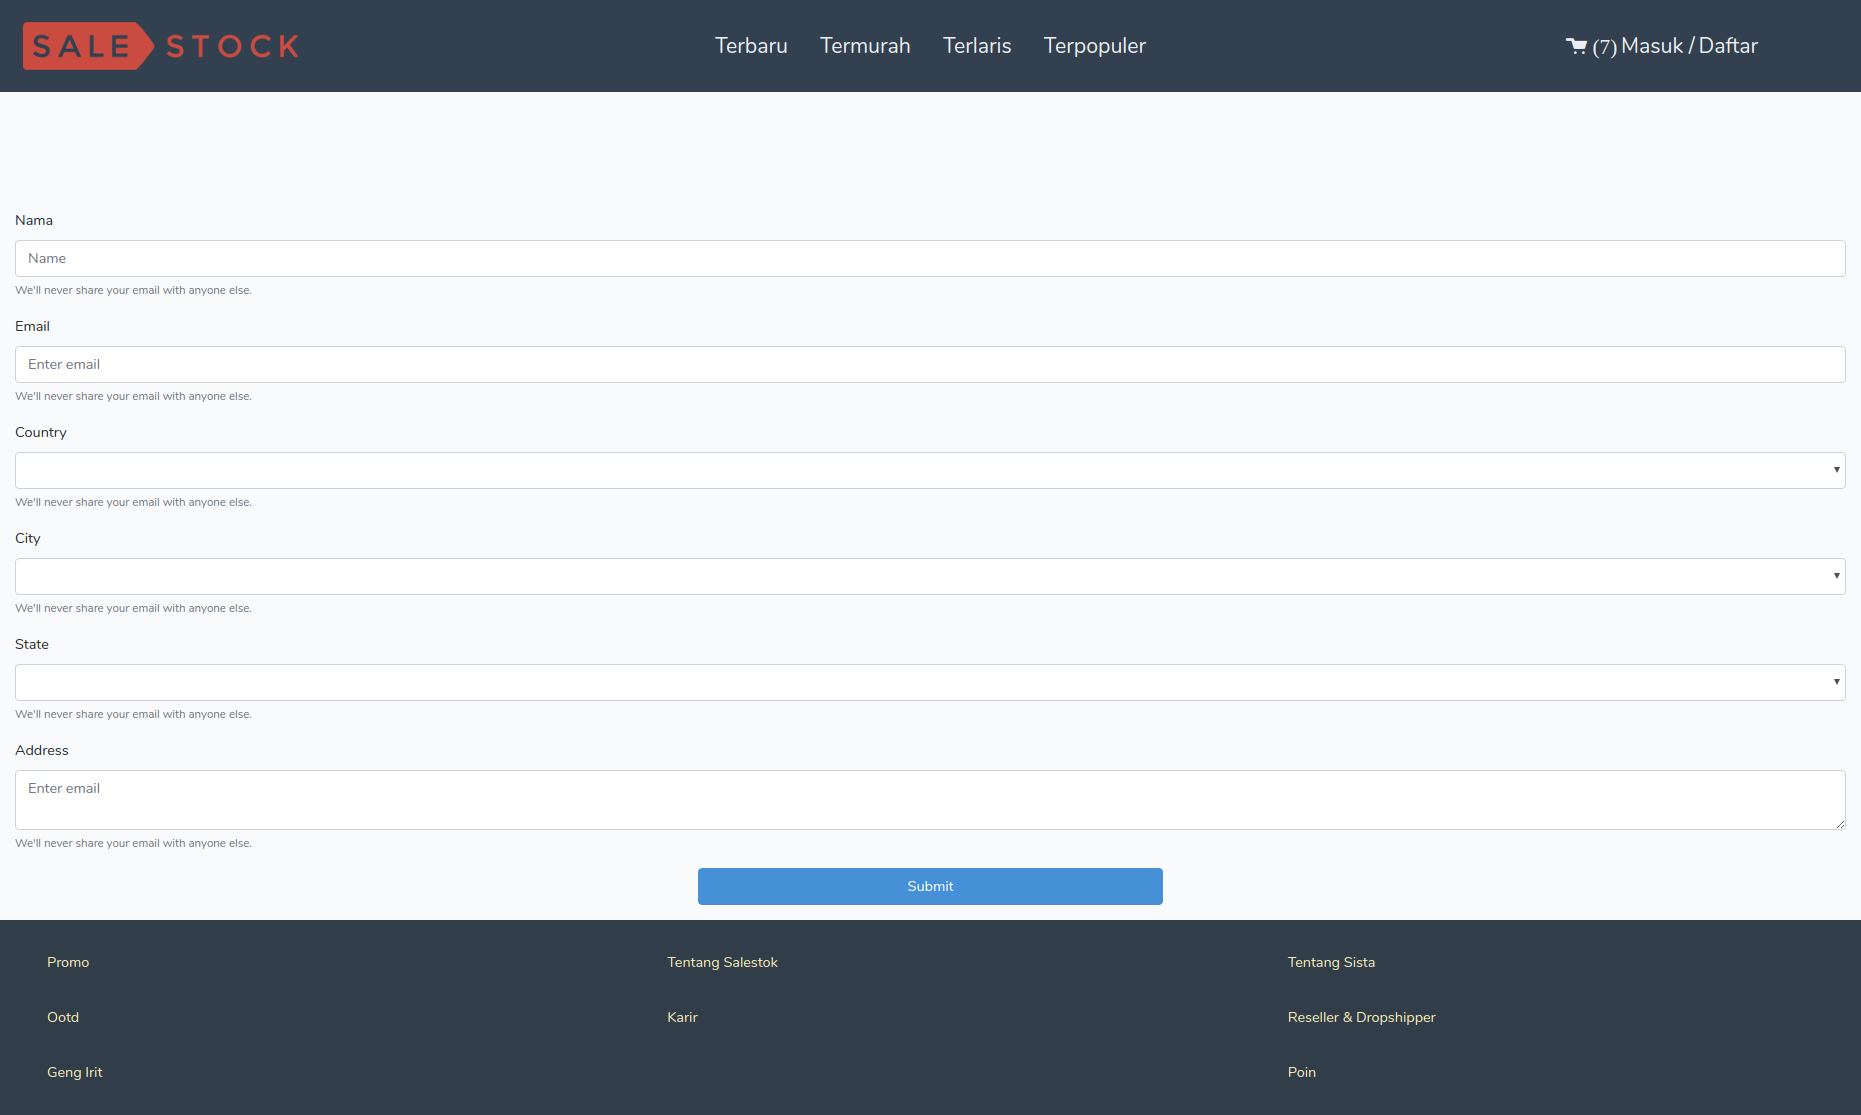 SALE STOCK
Terbaru Termurah Terlaris Terpopuler
(7) Masuk / Daftar
Nama
Name
We'll never share your email with anyone else.
Email
Enter email
We'll never share your email with anyone else.
Country
We'll never share your email with anyone else.
City
We'll never share your email with anyone else.
State
We'll never share your email with anyone else.
Address
Enter email
We'll never share your email with anyone else.
Submit
Promo Tentang Salestok Tentang Sista
Ootd Karir Reseller & Dropshipper
Geng Irit Poin